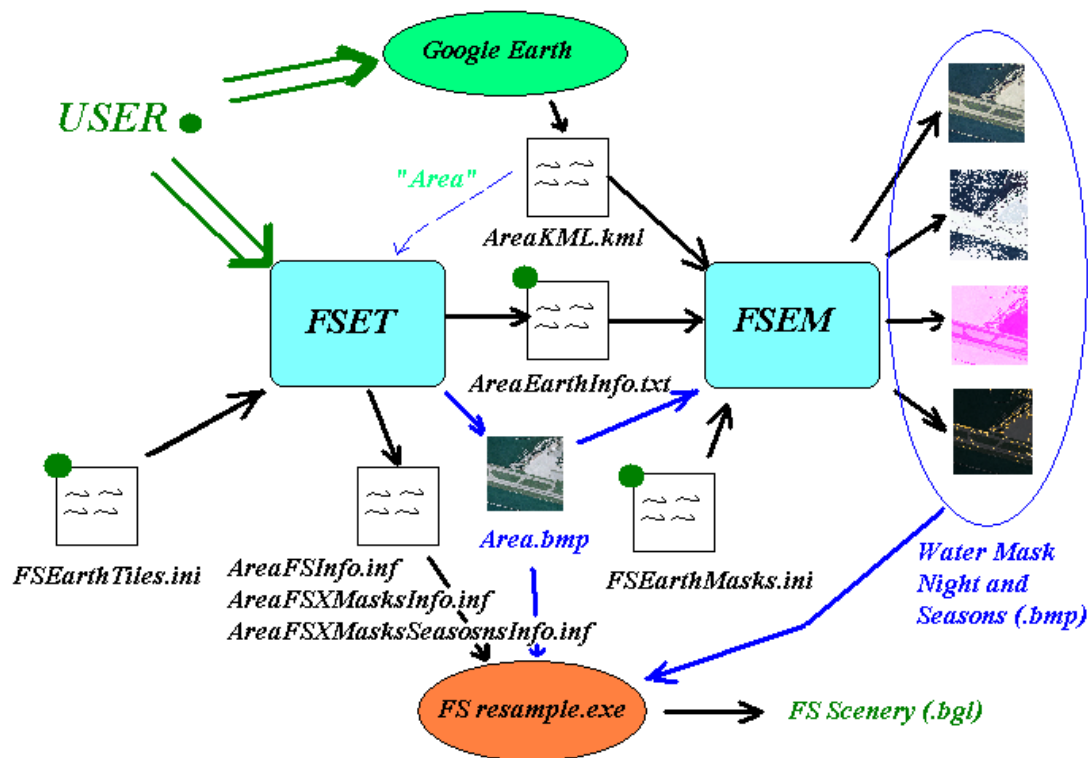 Google Earth
USER
"Area"
AreaKML.kml
FSET
FSEM
AreaEarthInfo.txt
FSEarthTiles.ini
AreaFSInfo.inf
AreaFSXMasksInfo.inf
AreaFSXMasksSeasosnsInfo.inf
Area.bmp
FSEarthMasks.ini
Water Mask
Night and
Seasons (.bmp)
FS resample.exe
FS Scenery (.bgl)